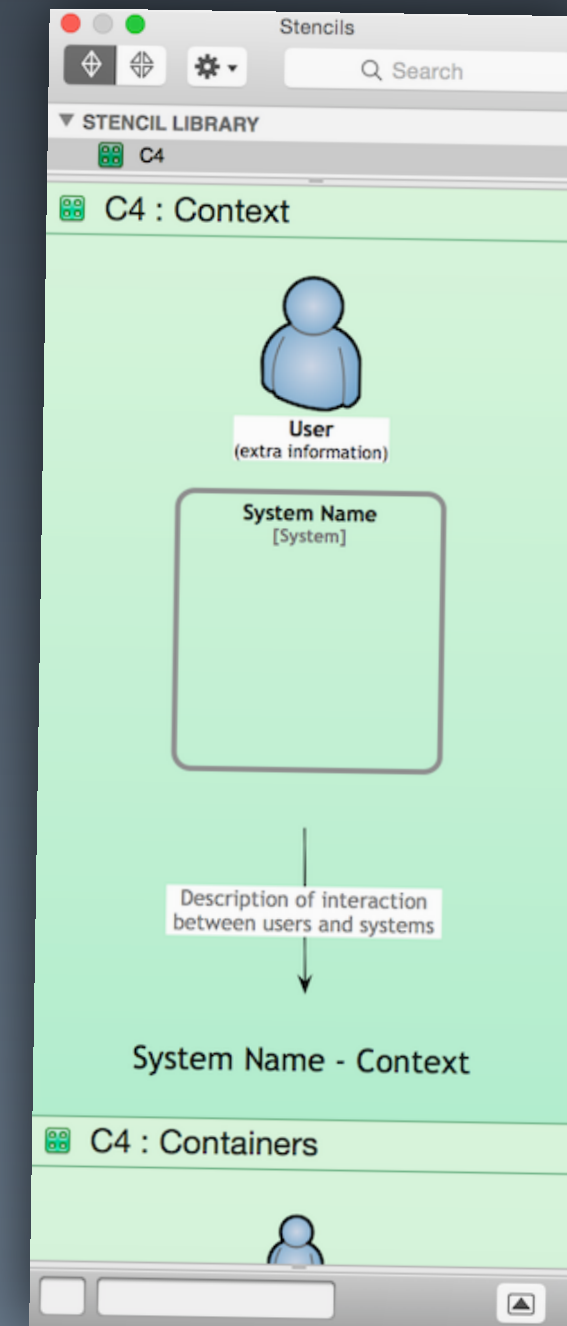 Stencils
Search
STENCIL LIBRARY
C4
C4 : Context
User
(extra information)
System Name
[System]
Description of interaction
between users and systems
System Name - Context
C4 : Containers